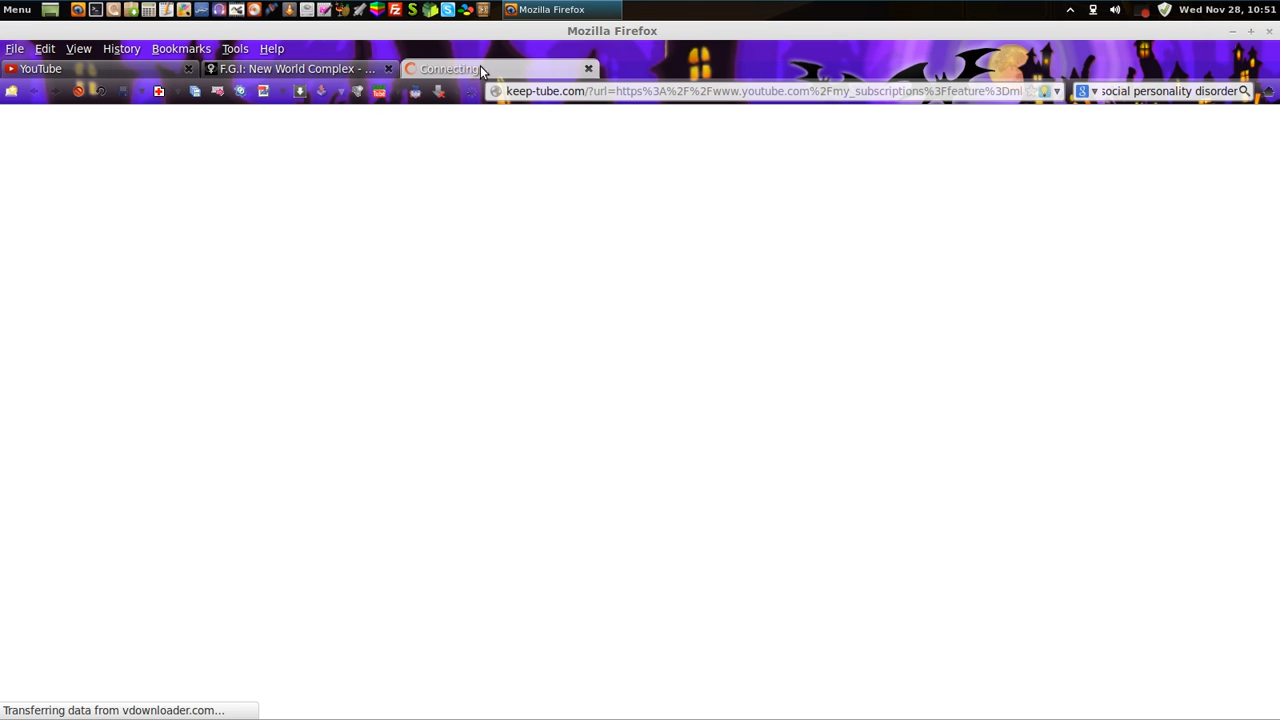 Menu Mozilla Firefox Wed Nov 28, 10:51
Mozilla Firefox
File Edit View History Bookmarks Tools Help
YouTube F.G.I: New World Complex - ... Connecting
keep-tube.com/?url=https%3A%2F%2Fwww.youtube.com%2Fmy_subscriptions%3Ffeature%3Dml social personality disorder
Transferring data from vdownloader.com...